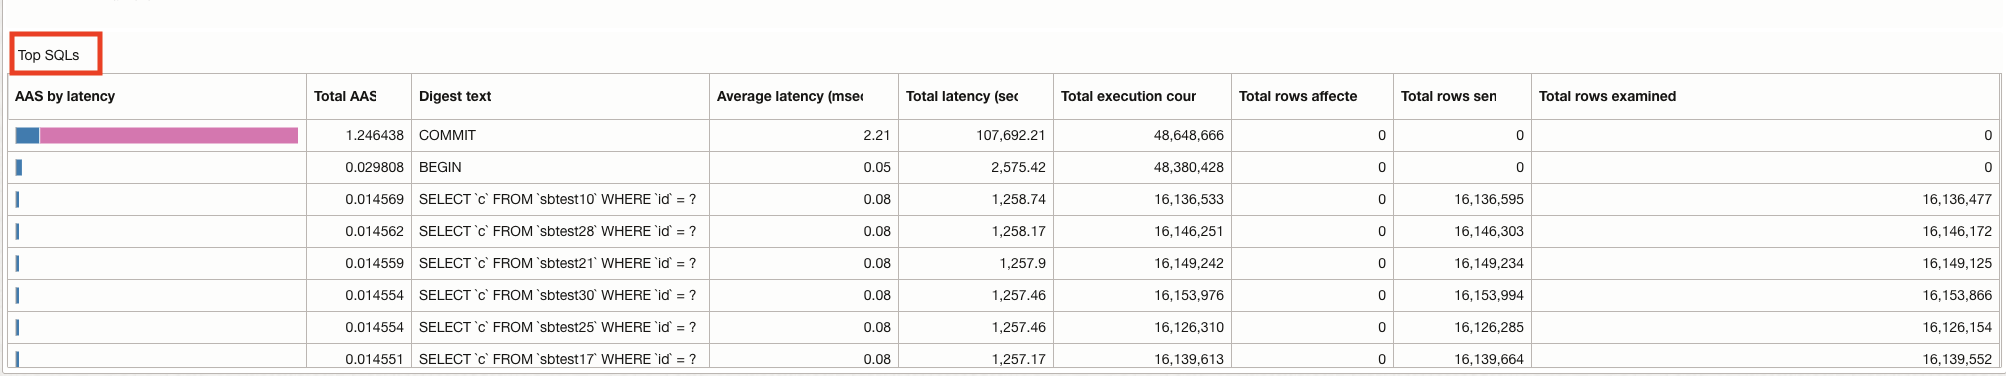 Top SQLs
AAS by latency Total AAS Digest text Average latency (msec Total latency (sec Total execution cour Total rows affecte Total rows sen Total rows examined
1.246438 COMMIT 2.21 107,692.21 48,648,666 0 0 0
0.029808 BEGIN 0.05 2,575.42 48,380,428 0 0 0
0.014569 SELECT `c` FROM `sbtest10` WHERE `id` = ? 0.08 1,258.74 16,136,533 0 16,136,595 16,136,477
0.014562 SELECT `c` FROM `sbtest28` WHERE `id` = ? 0.08 1,258.17 16,146,251 0 16,146,303 16,146,172
0.014559 SELECT `c` FROM `sbtest21` WHERE `id` = ? 0.08 1,257.9 16,149,242 0 16,149,234 16,149,125
0.014554 SELECT `c` FROM `sbtest30` WHERE `id` = ? 0.08 1,257.46 16,153,976 0 16,153,994 16,153,866
0.014554 SELECT `c` FROM `sbtest25` WHERE `id` = ? 0.08 1,257.46 16,126,310 0 16,126,285 16,126,154
0.014551 SELECT `c` FROM `sbtest17` WHERE `id` = ? 0.08 1,257.17 16,139,613 0 16,139,664 16,139,552